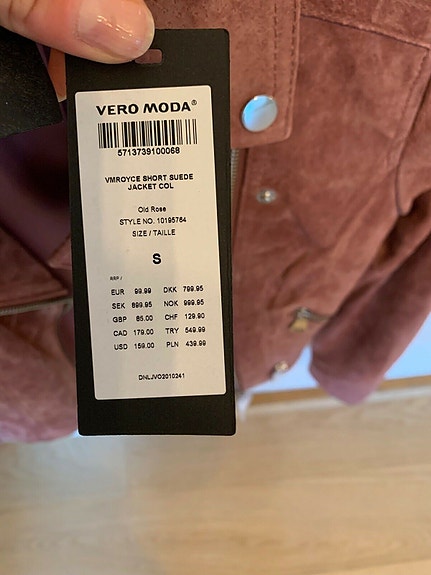 VERO MODA®
5713739100068
VMROYCE SHORT SUEDE
JACKET COL
Old Rose
STYLE NO. 10195764
SIZE / TAILLE
S
RRP /
EUR 99.99 DKK 799.95
SEK 899.95 NOK 999.95
GBP 85.00 CHF 129.90
CAD 179.00 TRY 549.99
USD 159.00 PLN 439.99
DNLJVO2010241